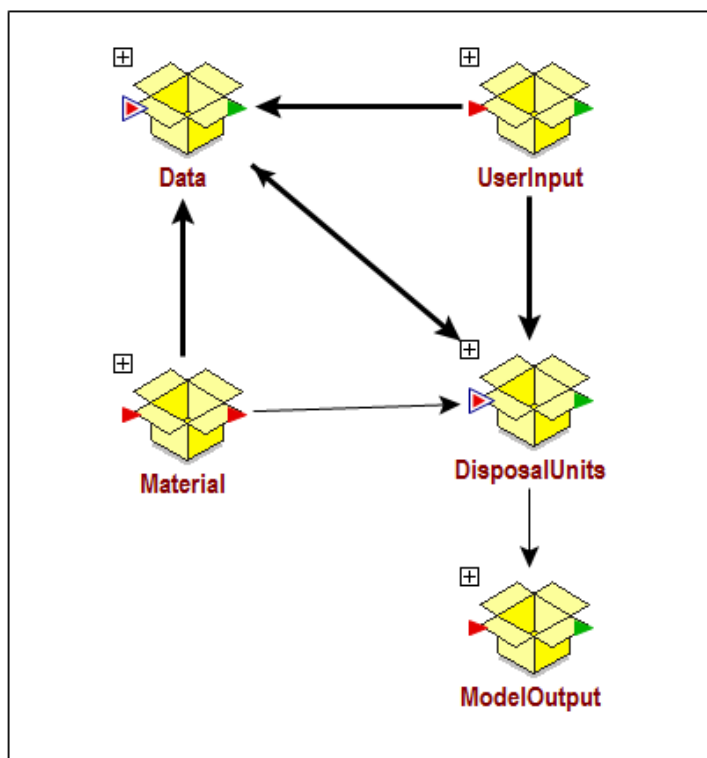 Data
UserInput
Material
DisposalUnits
ModelOutput